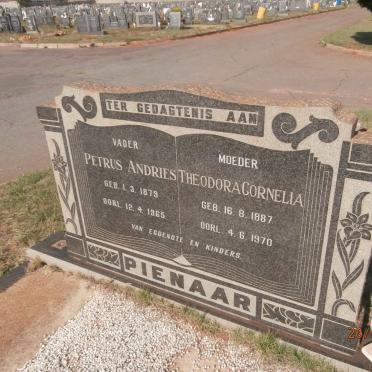 TER GEDAGTENIS AAN
VADER
PETRUS ANDRIES
GEB. 1. 3. 1879
OORL. 12. 4. 1965
MOEDER
THEODORA CORNELIA
GEB. 16. 8. 1887
OORL. 4. 6. 1970
VAN EGGENOTE EN KINDERS.
PIENAAR